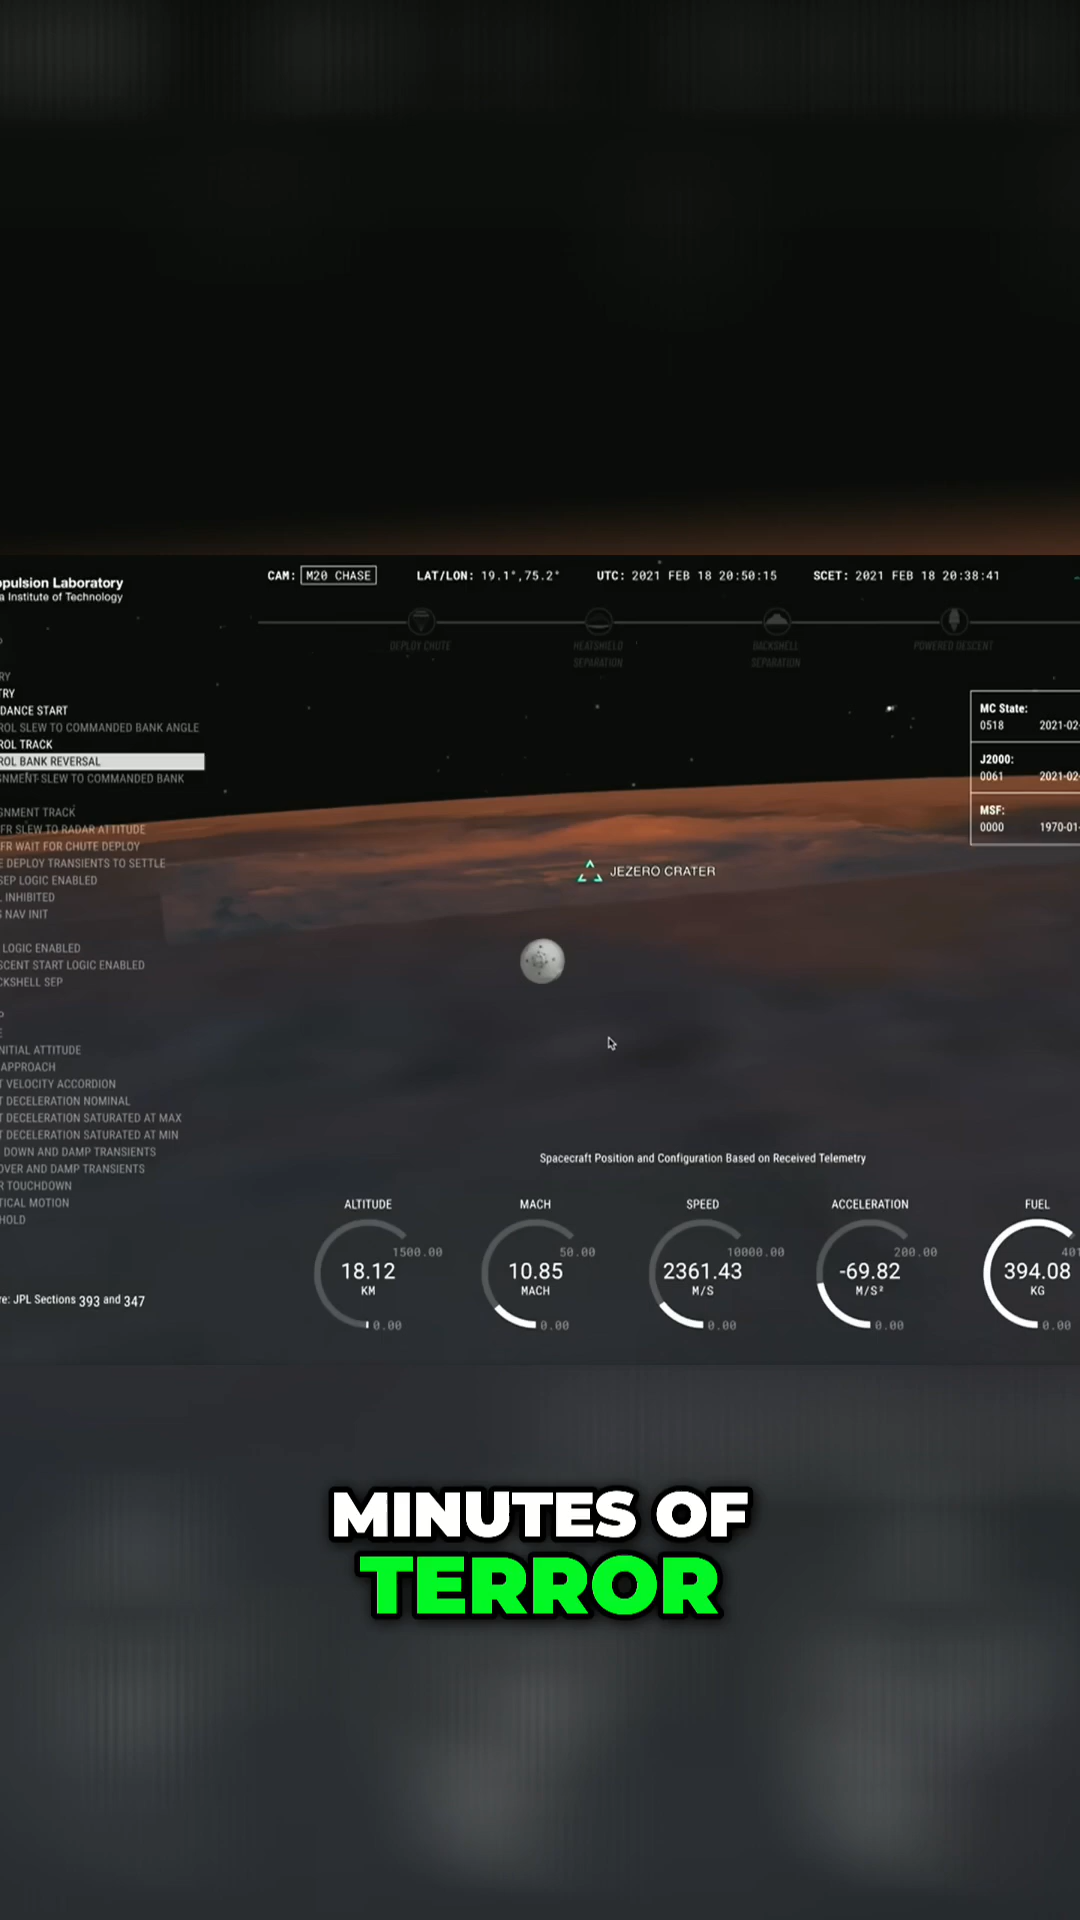 opulsion Laboratory
a Institute of Technology
CAM: M20 CHASE LAT/LON: 19.1°,75.2° UTC: 2021 FEB 18 20:50:15 SCET: 2021 FEB 18 20:38:41
DEPLOY CHUTE
HEATSHIELD
SEPARATION
BACKSHELL
SEPARATION
POWERED DESCENT
P
RY
TRY
DANCE START
ROL SLEW TO COMMANDED BANK ANGLE
ROL TRACK
ROL BANK REVERSAL
GNMENT SLEW TO COMMANDED BANK
GNMENT TRACK
FR SLEW TO RADAR ATTITUDE
FR WAIT FOR CHUTE DEPLOY
E DEPLOY TRANSIENTS TO SETTLE
SEP LOGIC ENABLED
L INHIBITED
S NAV INIT
LOGIC ENABLED
SCENT START LOGIC ENABLED
CKSHELL SEP
P
E
NITIAL ATTITUDE
APPROACH
T VELOCITY ACCORDION
T DECELERATION NOMINAL
T DECELERATION SATURATED AT MAX
T DECELERATION SATURATED AT MIN
DOWN AND DAMP TRANSIENTS
OVER AND DAMP TRANSIENTS
R TOUCHDOWN
TICAL MOTION
HOLD
re: JPL Sections 393 and 347
MC State:
0518 2021-02-
J2000:
0061 2021-02-
MSF:
0000 1970-01-
JEZERO CRATER
Spacecraft Position and Configuration Based on Received Telemetry
ALTITUDE
1500.00
18.12
KM
0.00
MACH
50.00
10.85
MACH
0.00
SPEED
10000.00
2361.43
M/S
0.00
ACCELERATION
200.00
-69.82
M/S²
0.00
FUEL
401
394.08
KG
0.00
MINUTES OF
TERROR